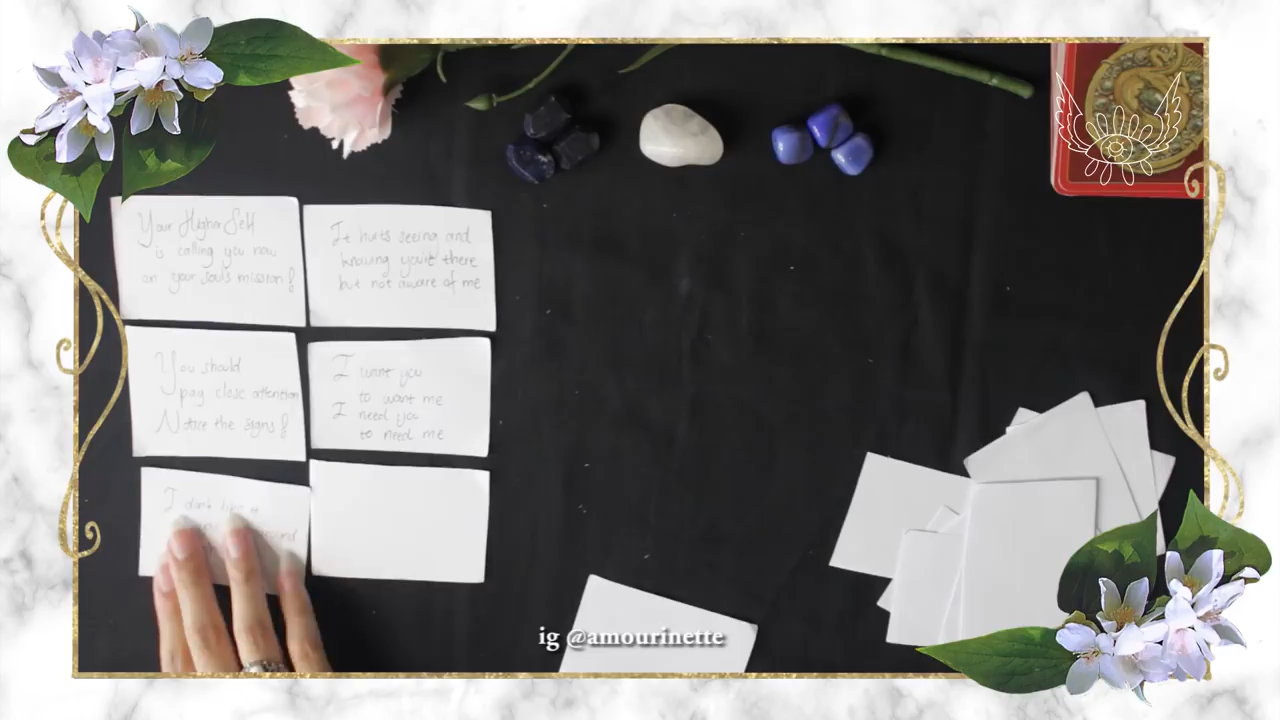 Your Higher Self
is calling you now
on your souls mission!
It hurts seeing and
knowing you're there
but not aware of me
You should
pay close attention
Notice the signs!
I want you
to want me
I need you
to need me
I don't like
ig @amourinette